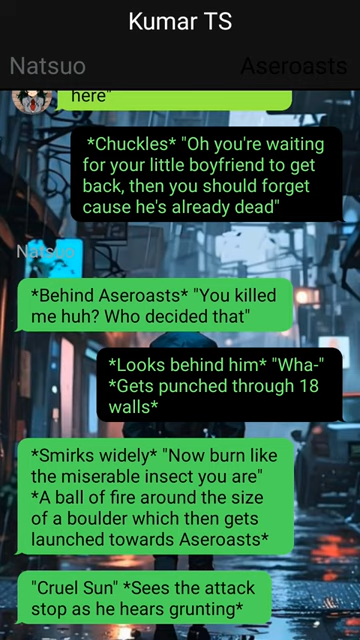 Kumar TS
Natsuo
Aseroasts
here"
*Chuckles* "Oh you're waiting
for your little boyfriend to get
back, then you should forget
cause he's already dead"
Natsuo
*Behind Aseroasts* "You killed
me huh? Who decided that"
*Looks behind him* "Wha-"
*Gets punched through 18
walls*
*Smirks widely* "Now burn like
the miserable insect you are"
*A ball of fire around the size
of a boulder which then gets
launched towards Aseroasts*
"Cruel Sun" *Sees the attack
stop as he hears grunting*